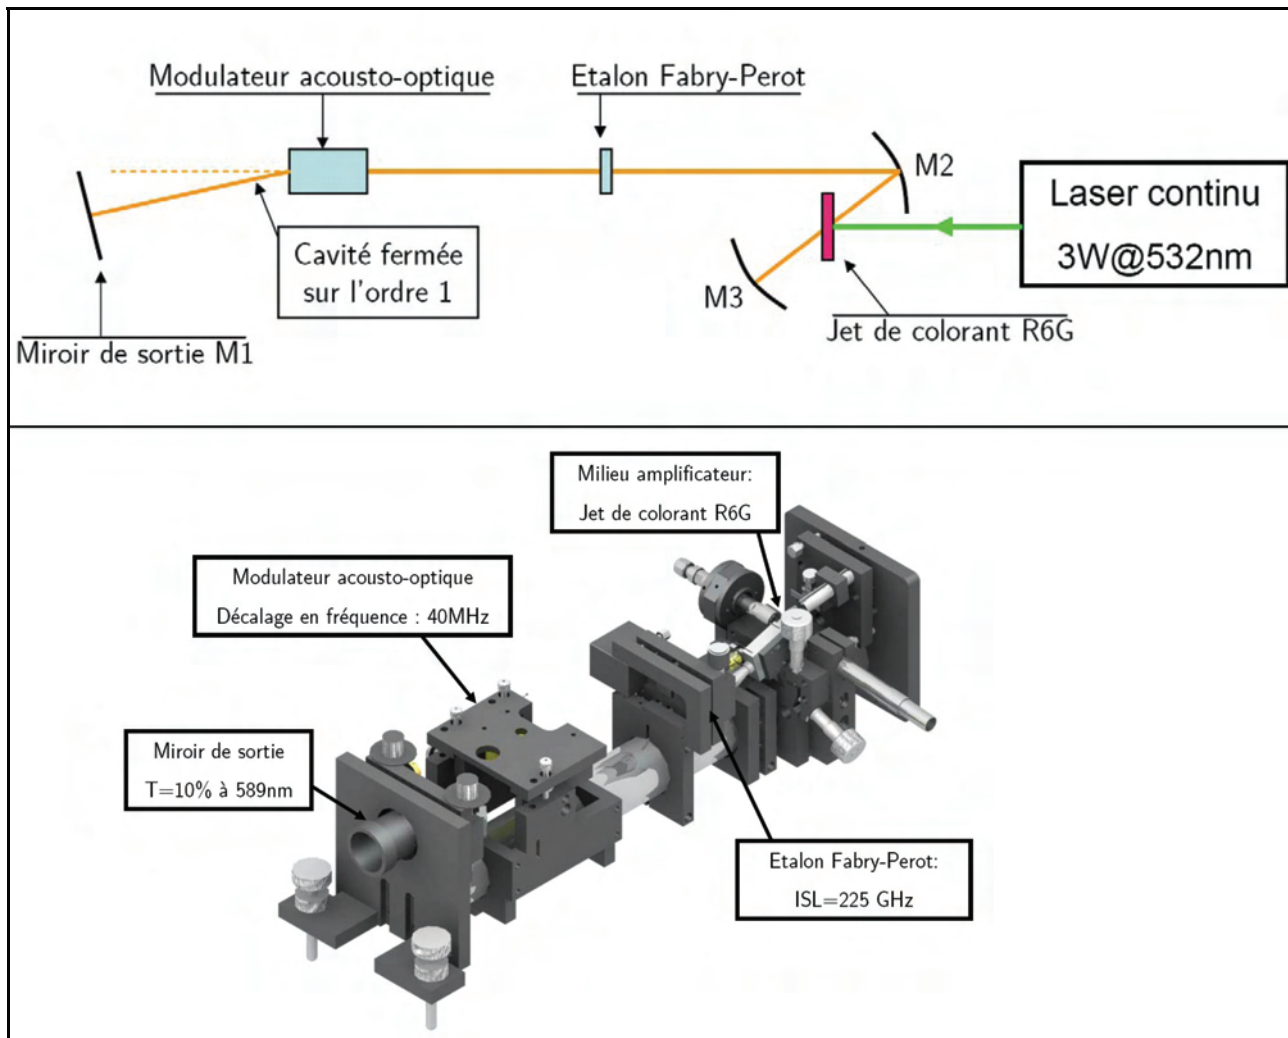 Modulateur acousto-optique
Etalon Fabry-Perot
M2
Laser continu
3W@532nm
Cavité fermée
sur l'ordre 1
M3
Jet de colorant R6G
Miroir de sortie M1
Milieu amplificateur:
Jet de colorant R6G
Modulateur acousto-optique
Décalage en fréquence : 40MHz
Miroir de sortie
T=10% à 589nm
Etalon Fabry-Perot:
ISL=225 GHz